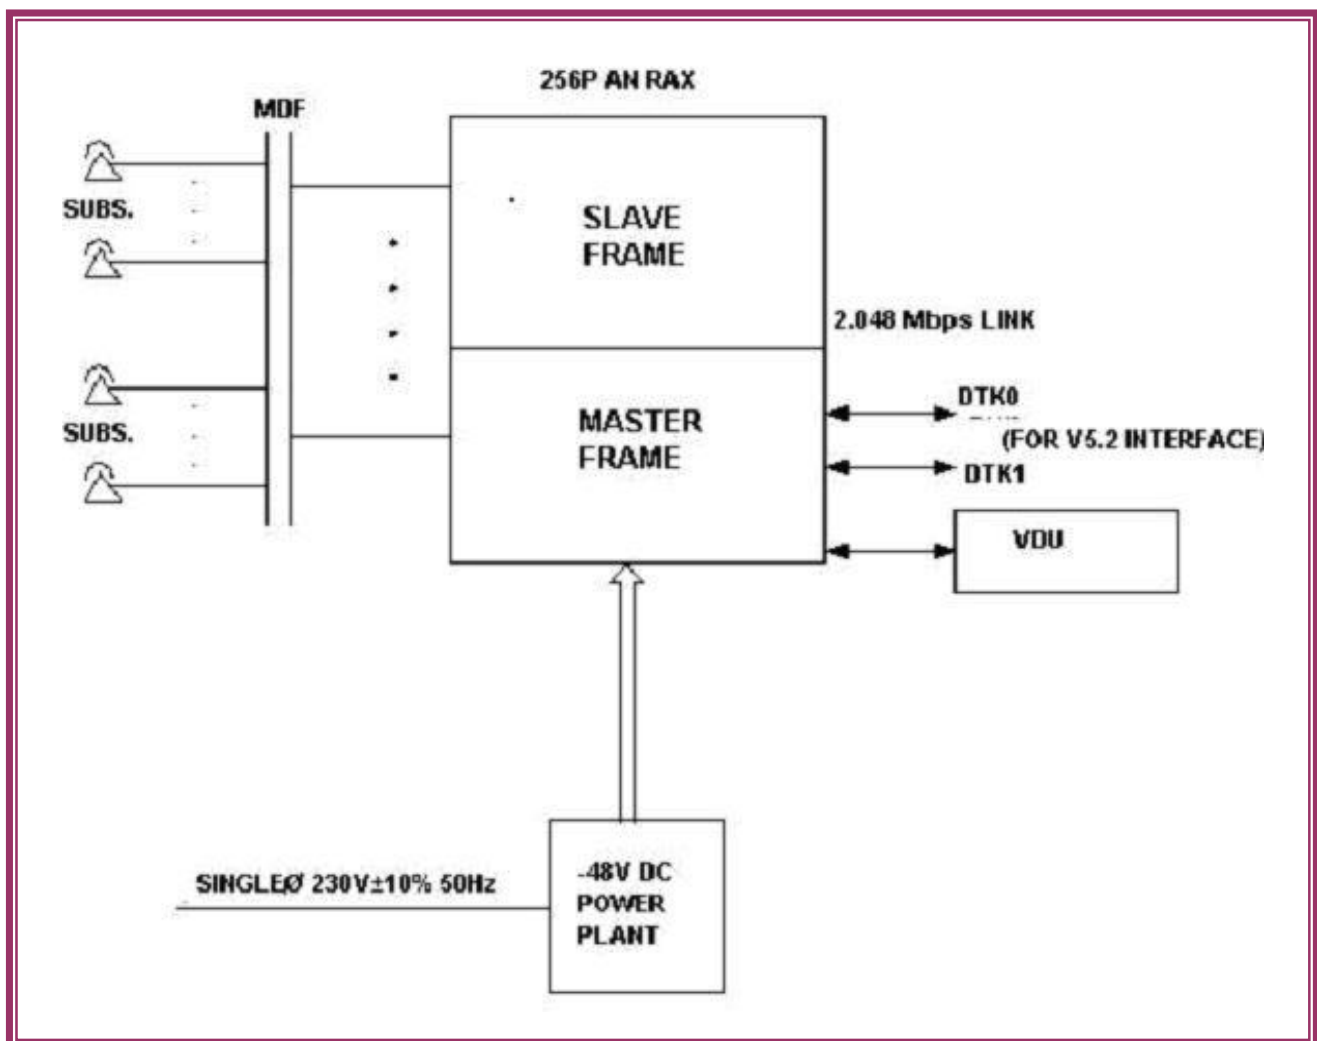 256P AN RAX
MDF
SUBS.
SLAVE
FRAME
2.048 Mbps LINK
DTK0
MASTER
FRAME
SUBS.
(FOR V5.2 INTERFACE)
DTK1
VDU
SINGLEØ 230V±10% 50Hz
-48V DC
POWER
PLANT